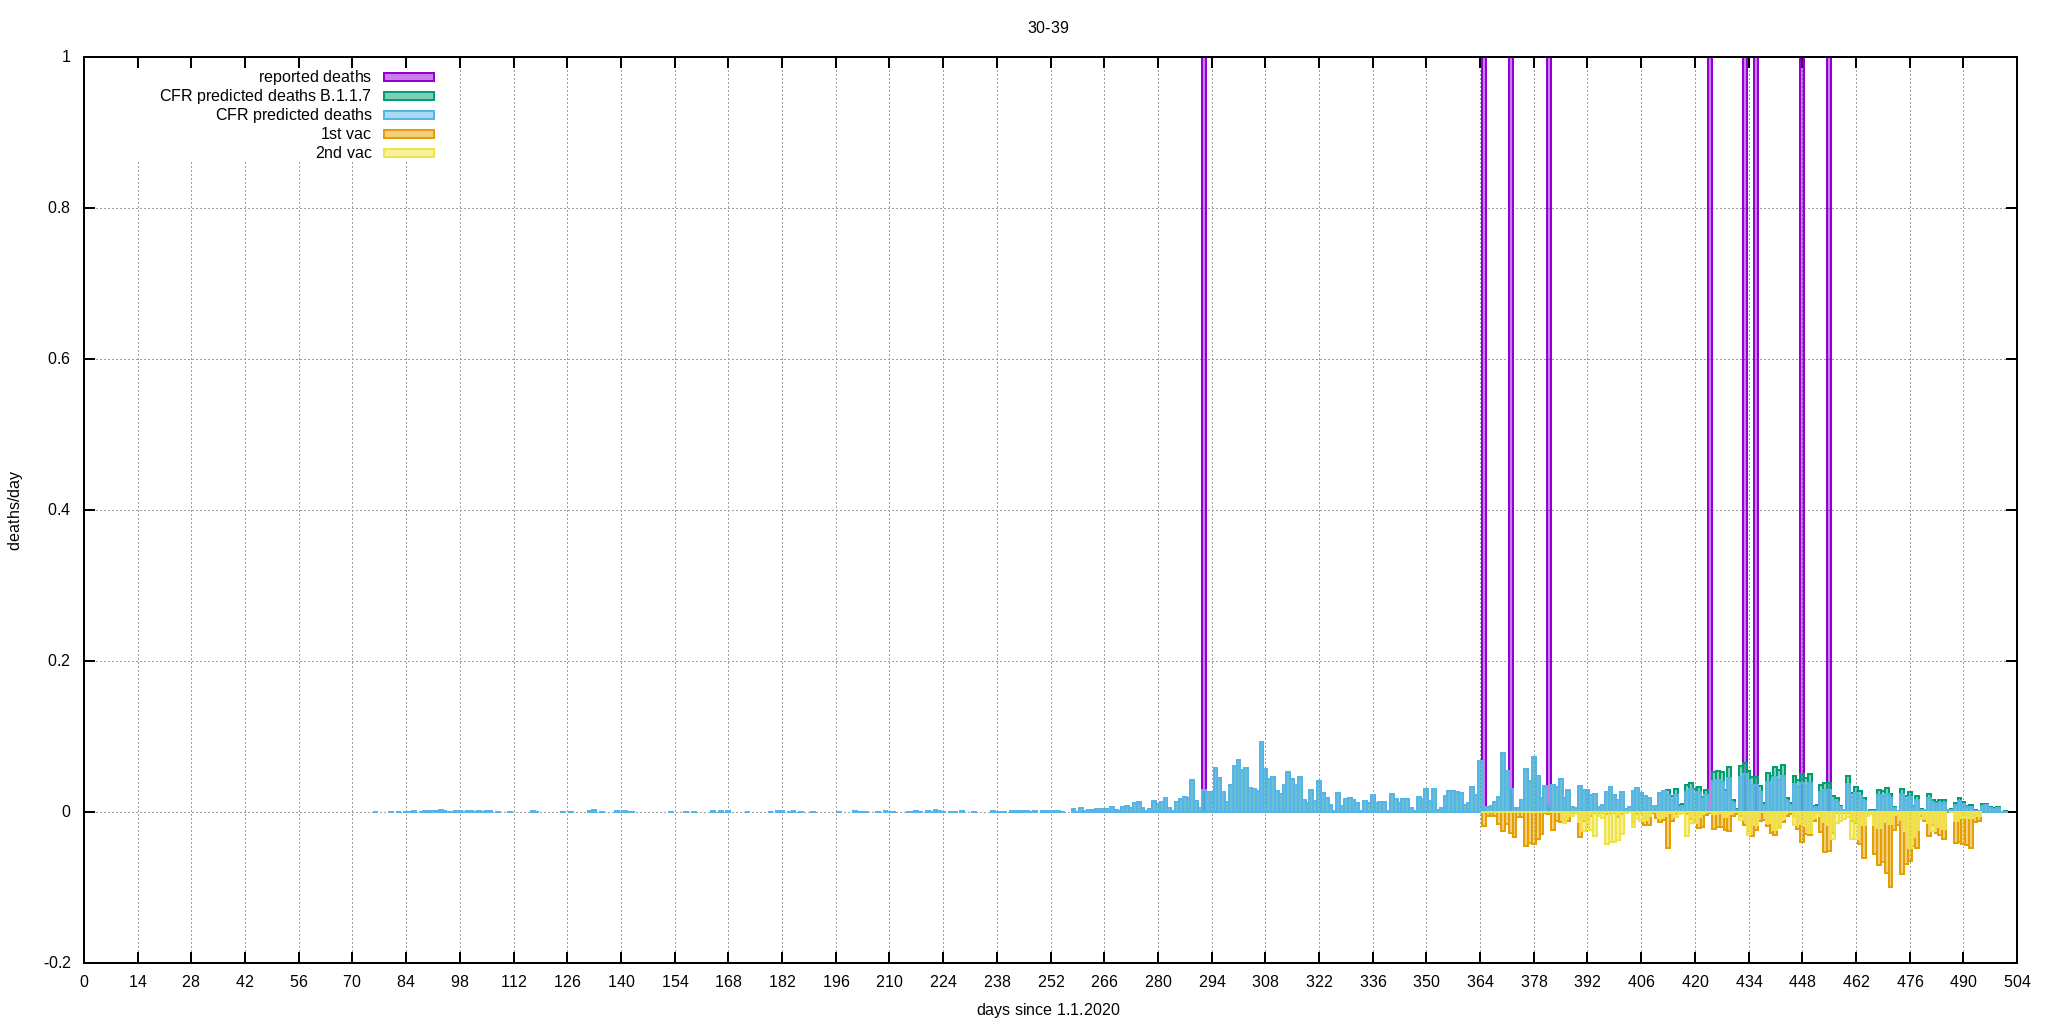 30-39
1
reported deaths
CFR predicted deaths B.1.1.7
CFR predicted deaths
1st vac
2nd vac
0.8
0.6
deaths/day
0.4
0.2
0
-0.2
0 14 28 42 56 70 84 98 112 126 140 154 168 182 196 210 224 238 252 266 280 294 308 322 336 350 364 378 392 406 420 434 448 462 476 490 504
days since 1.1.2020